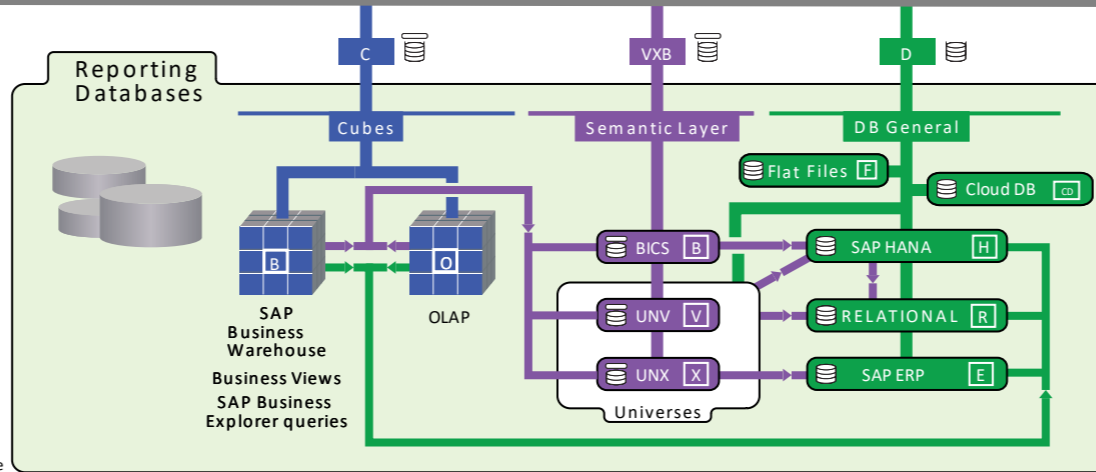 C
VXB
D
Reporting
Databases
Cubes
Semantic Layer
DB General
Flat Files F
Cloud DB CD
B
O
BICS B
SAP HANA H
SAP
Business
Warehouse
OLAP
UNV V
RELATIONAL R
Business Views
SAP Business
Explorer queries
UNX X
SAP ERP E
Universes
e